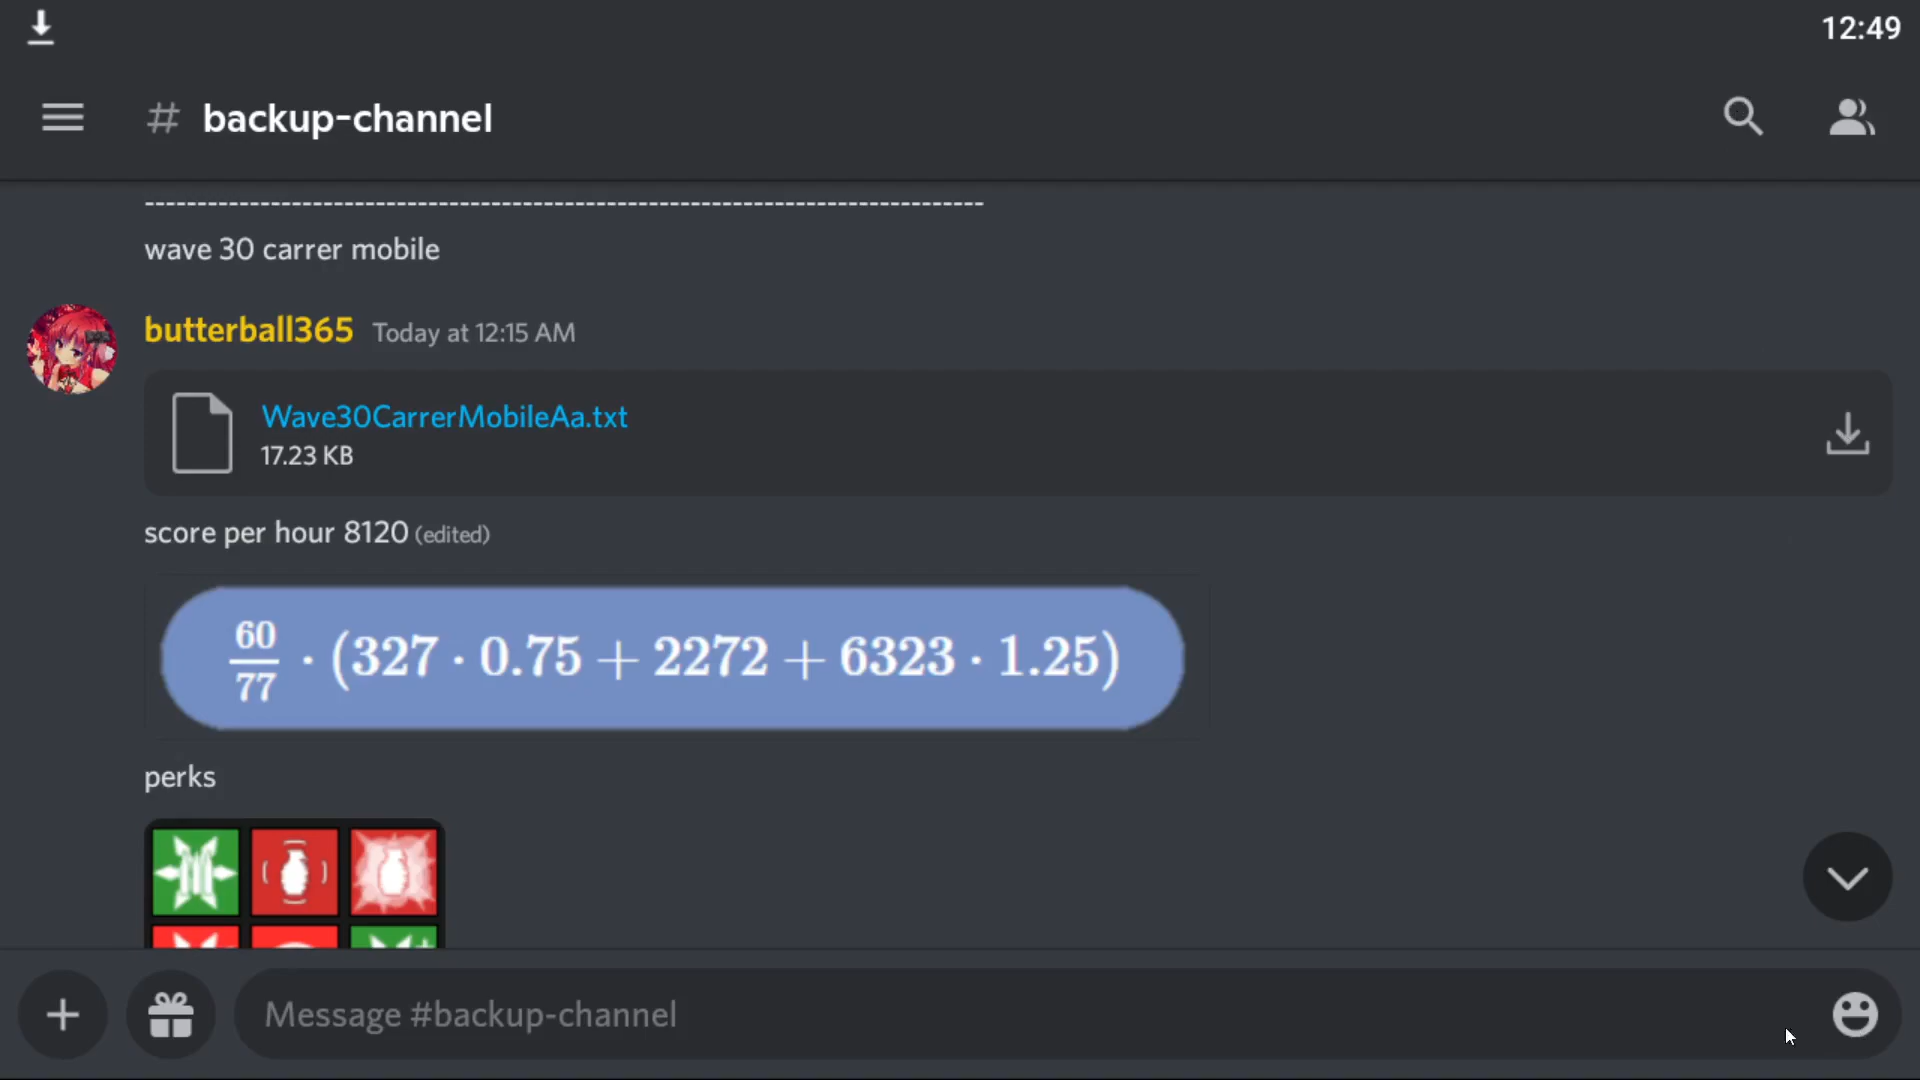 12:49
# backup-channel
--------------------------------------------------------------------------------
wave 30 carrer mobile
butterball365 Today at 12:15 AM
Wave30CarrerMobileAa.txt
17.23 KB
score per hour 8120 (edited)
60/77 · (327 · 0.75 + 2272 + 6323 · 1.25)
perks
Message #backup-channel